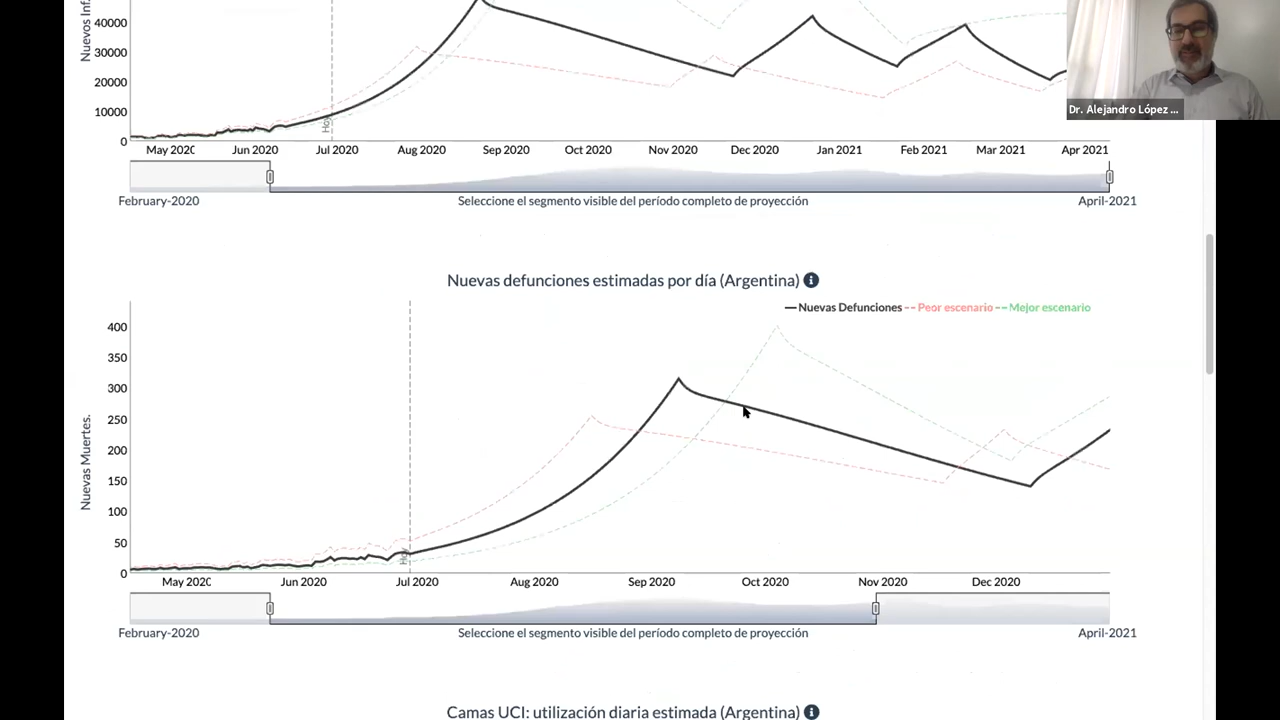 Nuevos Inf.
40000
30000
20000
10000
0
Hoy
May 2020
Jun 2020
Jul 2020
Aug 2020
Sep 2020
Oct 2020
Nov 2020
Dec 2020
Jan 2021
Feb 2021
Mar 2021
Apr 2021
February-2020
Seleccione el segmento visible del período completo de proyección
April-2021
Dr. Alejandro López ...
Nuevas defunciones estimadas por día (Argentina)
Nuevas Defunciones
Peor escenario
Mejor escenario
Nuevas Muertes.
400
350
300
250
200
150
100
50
0
Hoy
May 2020
Jun 2020
Jul 2020
Aug 2020
Sep 2020
Oct 2020
Nov 2020
Dec 2020
February-2020
Seleccione el segmento visible del período completo de proyección
April-2021
Camas UCI: utilización diaria estimada (Argentina)